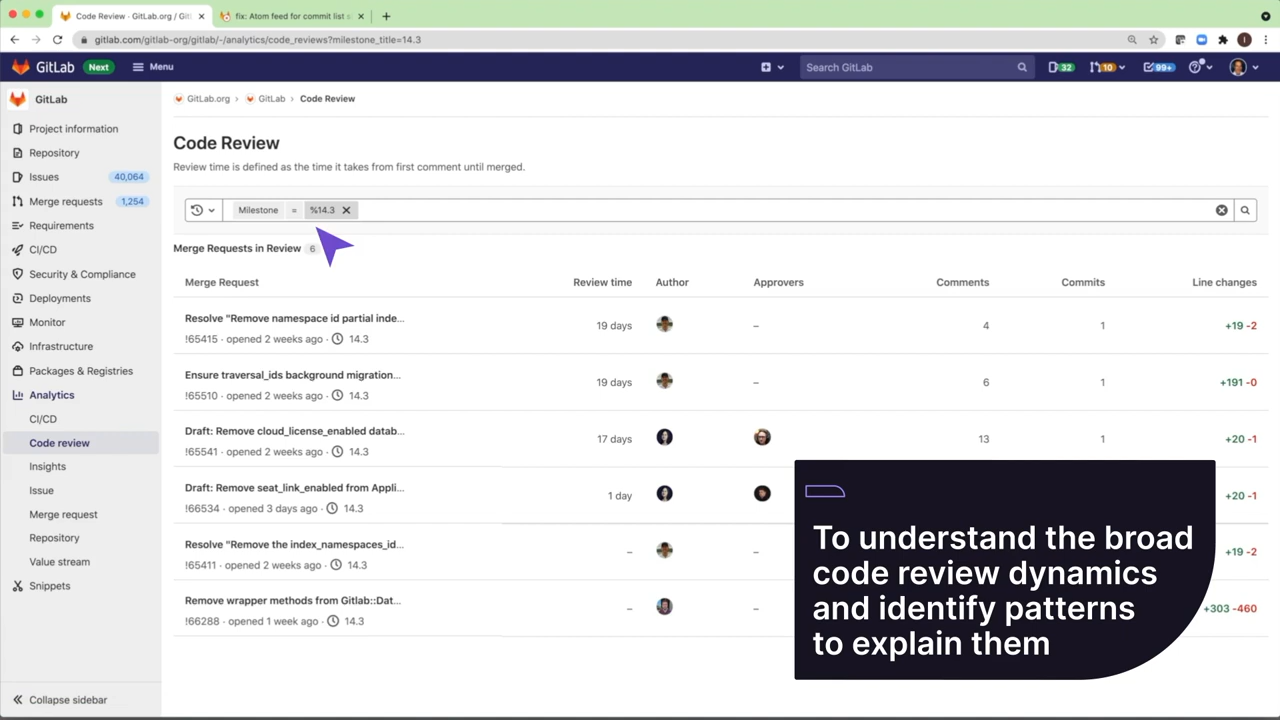 Code Review · GitLab.org / Git
fix: Atom feed for commit list
gitlab.com/gitlab-org/gitlab/-/analytics/code_reviews?milestone_title=14.3
GitLab Next Menu Search GitLab 32 10 99+
GitLab
Project information
Repository
Issues 40,064
Merge requests 1,254
Requirements
CI/CD
Security & Compliance
Deployments
Monitor
Infrastructure
Packages & Registries
Analytics
CI/CD
Code review
Insights
Issue
Merge request
Repository
Value stream
Snippets
Collapse sidebar
GitLab.org › GitLab › Code Review
Code Review
Review time is defined as the time it takes from first comment until merged.
Milestone = %14.3
Merge Requests in Review 6
Merge Request Review time Author Approvers Comments Commits Line changes
Resolve "Remove namespace id partial inde...
19 days – 4 1 +19 -2
!65415 · opened 2 weeks ago · 14.3
Ensure traversal_ids background migration...
19 days – 6 1 +191 -0
!65510 · opened 2 weeks ago · 14.3
Draft: Remove cloud_license_enabled datab...
17 days 13 1 +20 -1
!65541 · opened 2 weeks ago · 14.3
Draft: Remove seat_link_enabled from Appli...
1 day +20 -1
!66534 · opened 3 days ago · 14.3
Resolve "Remove the index_namespaces_id...
– – +19 -2
!65411 · opened 2 weeks ago · 14.3
Remove wrapper methods from Gitlab::Dat...
– – +303 -460
!66288 · opened 1 week ago · 14.3
To understand the broad
code review dynamics
and identify patterns
to explain them